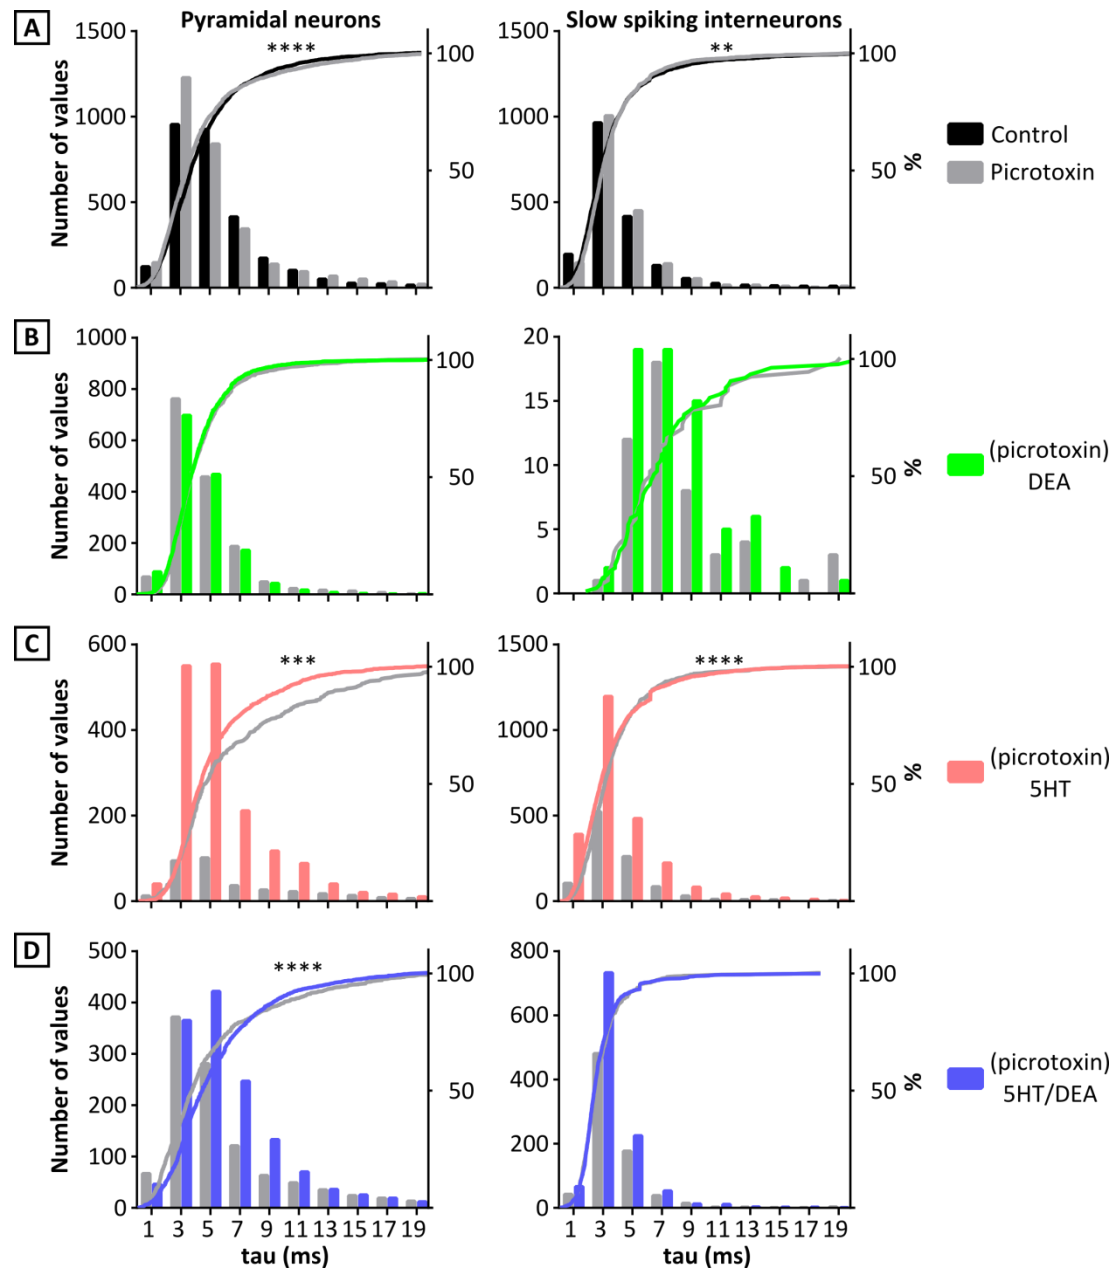 A
Pyramidal neurons
Slow spiking interneurons
Number of values
1500
1000
500
0
****
100
50
1500
1000
500
0
**
100
50
%
Control
Picrotoxin
B
Number of values
1000
800
600
400
200
0
100
50
20
15
10
5
0
100
50
%
(picrotoxin)
DEA
C
Number of values
600
400
200
0
***
100
50
1500
1000
500
0
****
100
50
%
(picrotoxin)
5HT
D
Number of values
500
400
300
200
100
0
****
100
50
1 3 5 7 9 11 13 15 17 19
tau (ms)
800
600
400
200
0
100
50
%
1 3 5 7 9 11 13 15 17 19
tau (ms)
(picrotoxin)
5HT/DEA